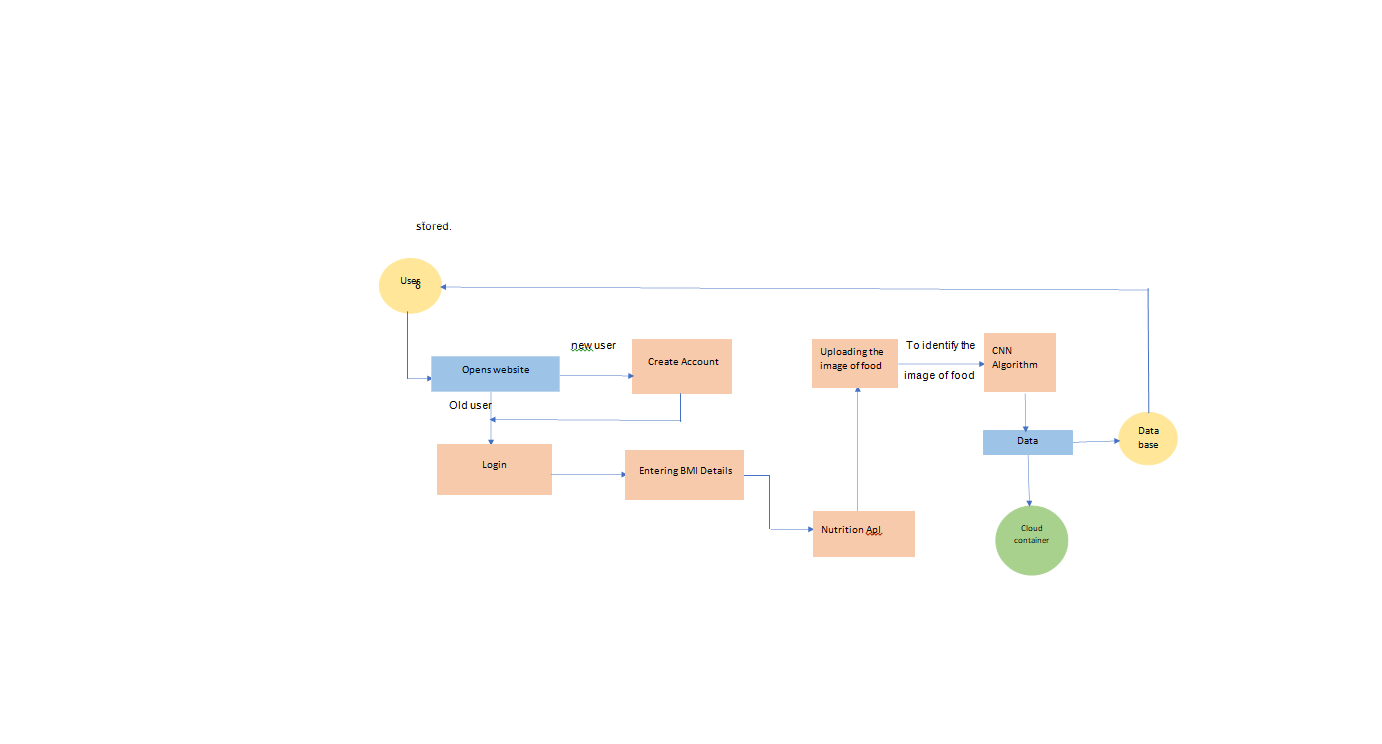 stored.
User
6
new user
Create Account
Opens website
Old user
Login
Entering BMI Details
Nutrition ApI
Uploading the
image of food
To identify the
image of food
CNN
Algorithm
Data
Data
base
Cloud
container